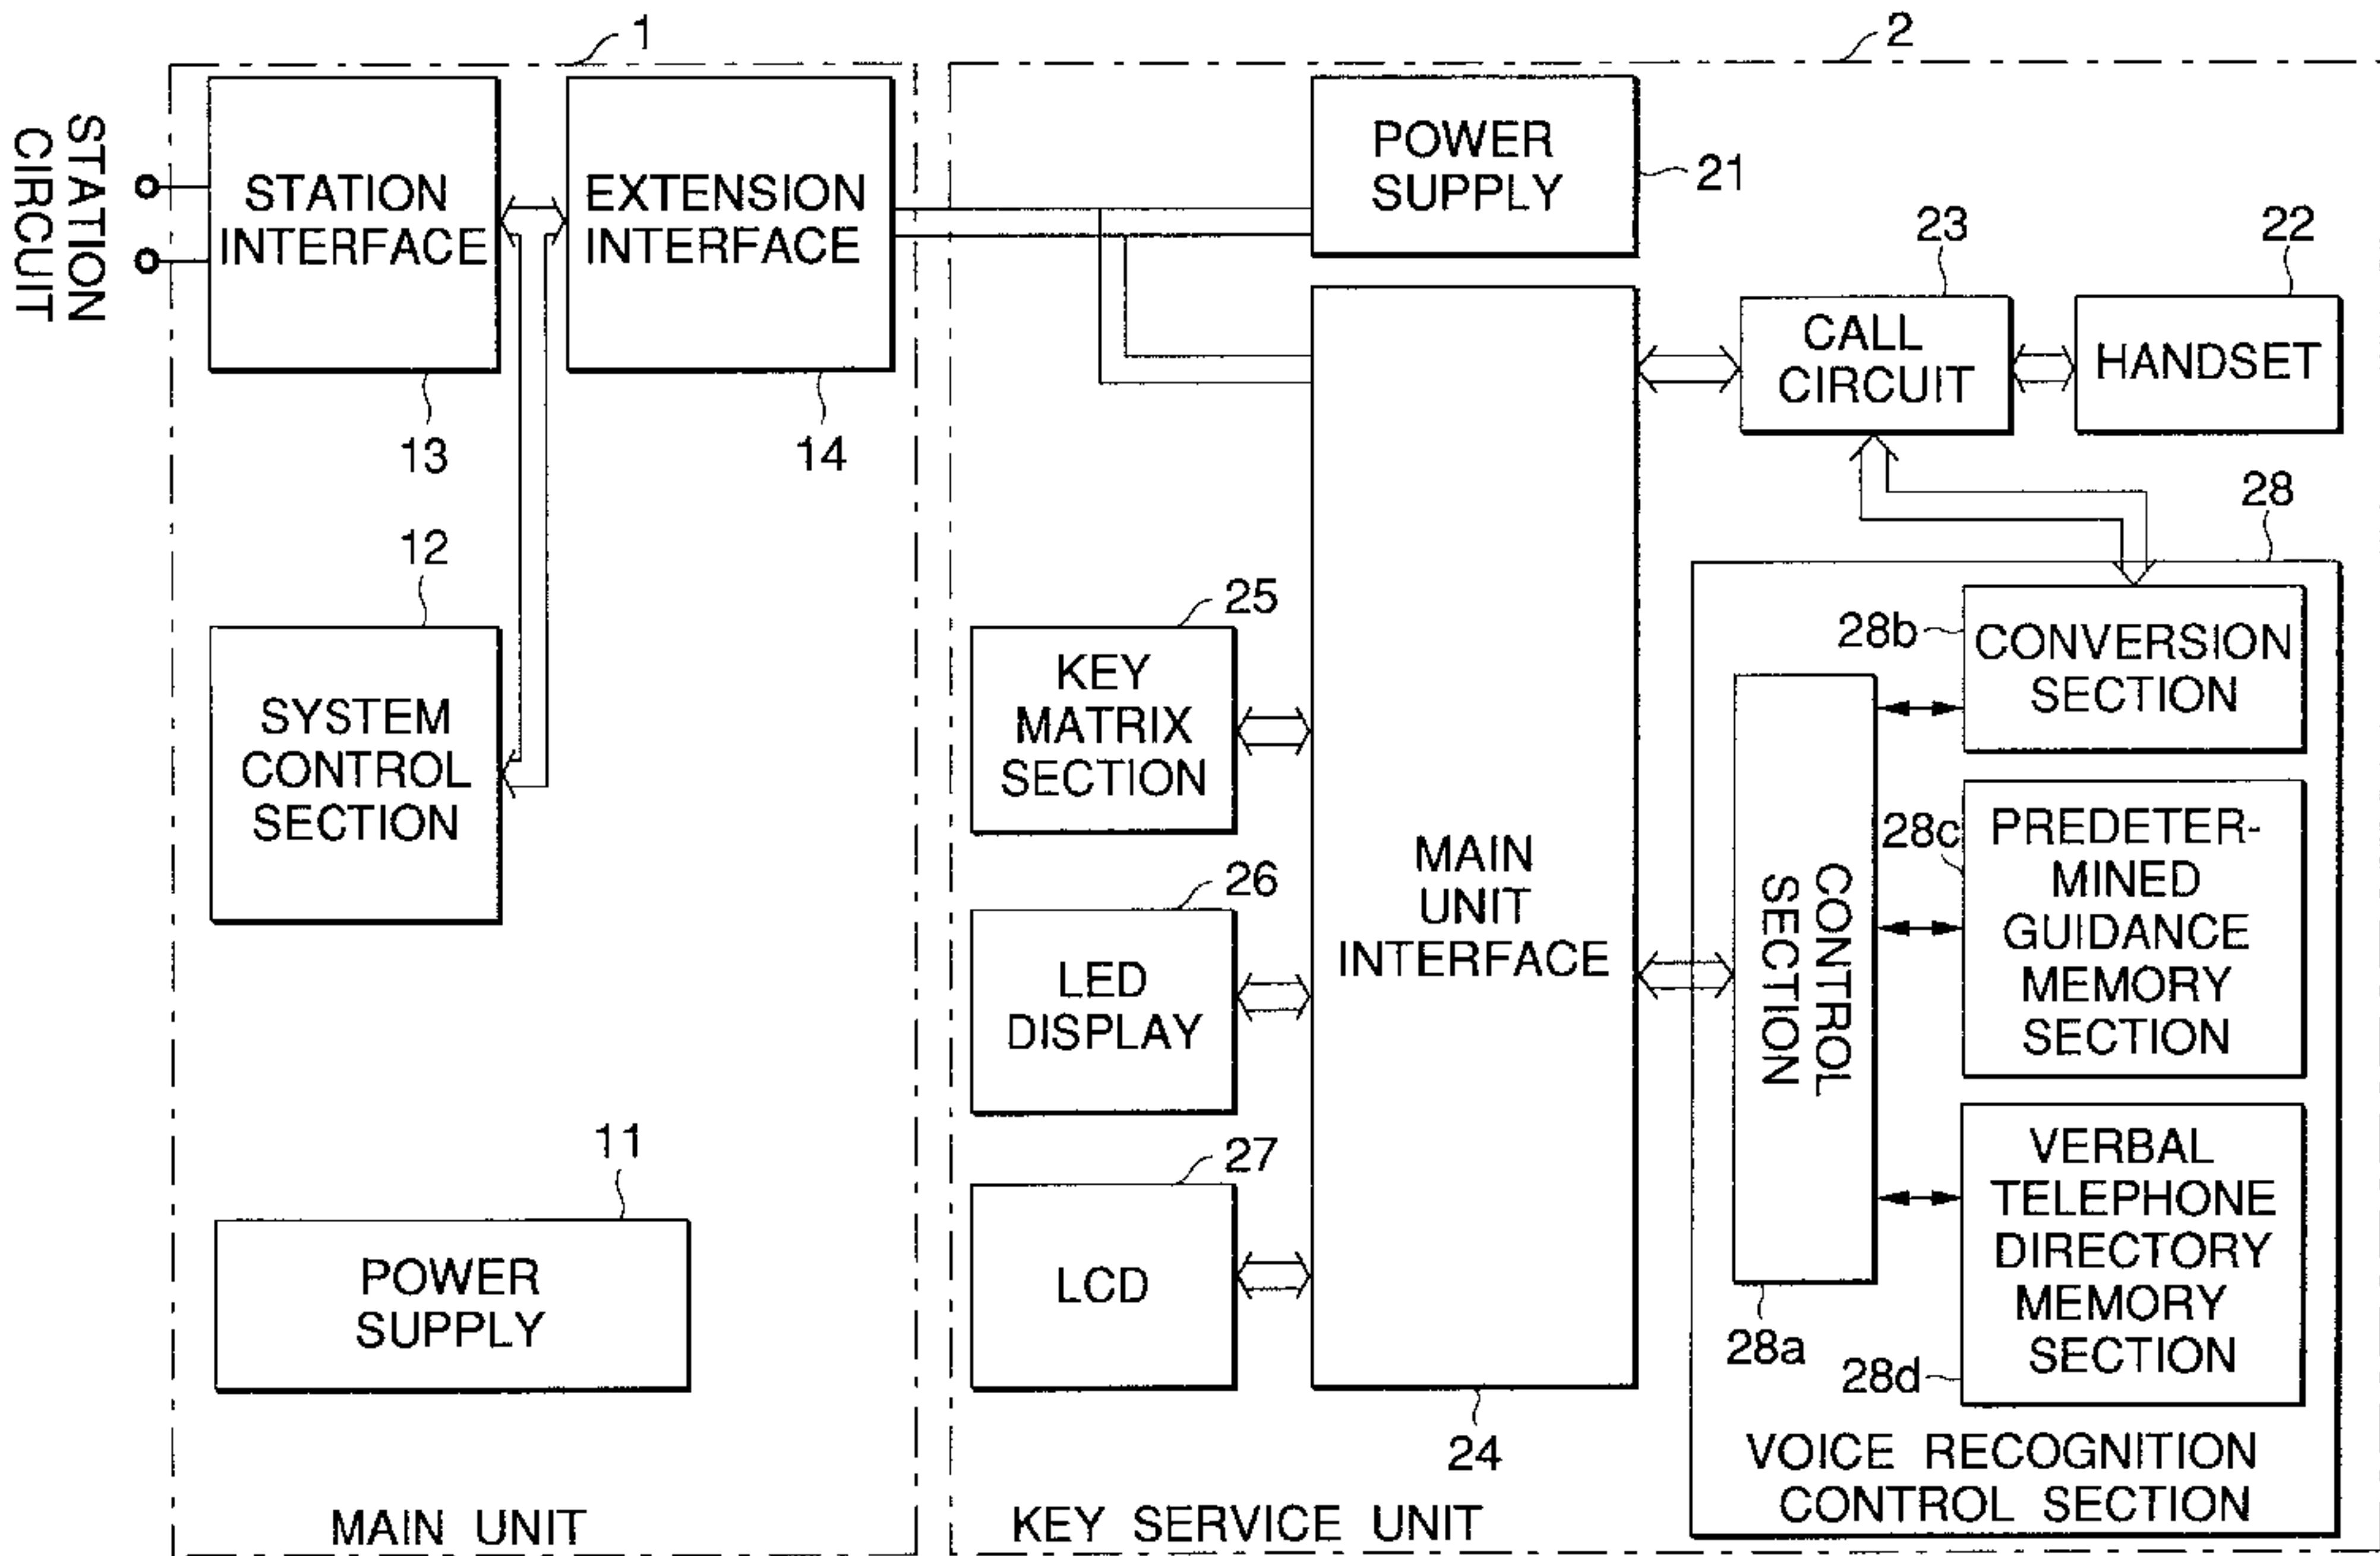 1
2
STATION
CIRCUIT
STATION
INTERFACE
13
EXTENSION
INTERFACE
14
12
SYSTEM
CONTROL
SECTION
11
POWER
SUPPLY
MAIN UNIT
POWER
SUPPLY
21
23
CALL
CIRCUIT
22
HANDSET
25
KEY
MATRIX
SECTION
26
LED
DISPLAY
27
LCD
MAIN
UNIT
INTERFACE
24
28
28b
CONVERSION
SECTION
28c
PREDETER-
MINED
GUIDANCE
MEMORY
SECTION
CONTROL
SECTION
28a
VERBAL
TELEPHONE
DIRECTORY
MEMORY
SECTION
28d
VOICE RECOGNITION
CONTROL SECTION
KEY SERVICE UNIT